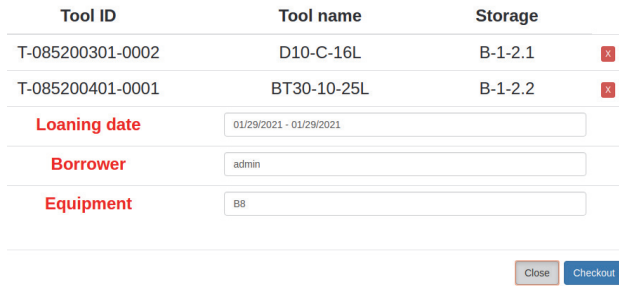 Tool ID Tool name Storage
T-085200301-0002 D10-C-16L B-1-2.1 X
T-085200401-0001 BT30-10-25L B-1-2.2 X
Loaning date 01/29/2021 - 01/29/2021
Borrower admin
Equipment B8
Close Checkout